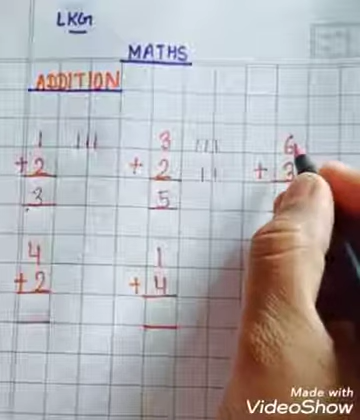 LKG
MATHS
ADDITION
1 ||| 3 ||| 6
+2 + 2 || + 3
3 5
4 1
+2 + 4
Made with
VideoShow